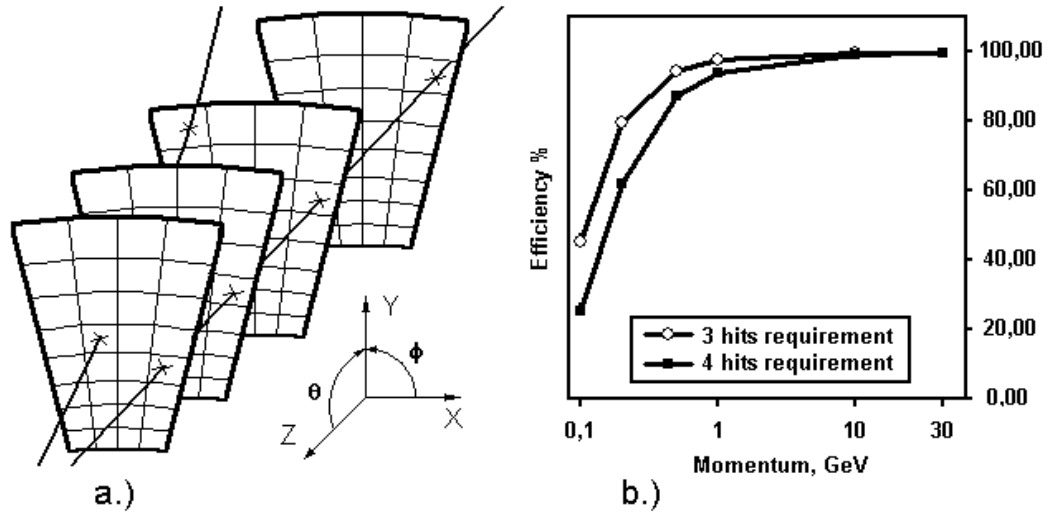 Y
ϕ
θ
X
Z
a.)
Efficiency %
100,00
80,00
60,00
40,00
20,00
0,00
3 hits requirement
4 hits requirement
0,1 1 10 30
Momentum, GeV
b.)